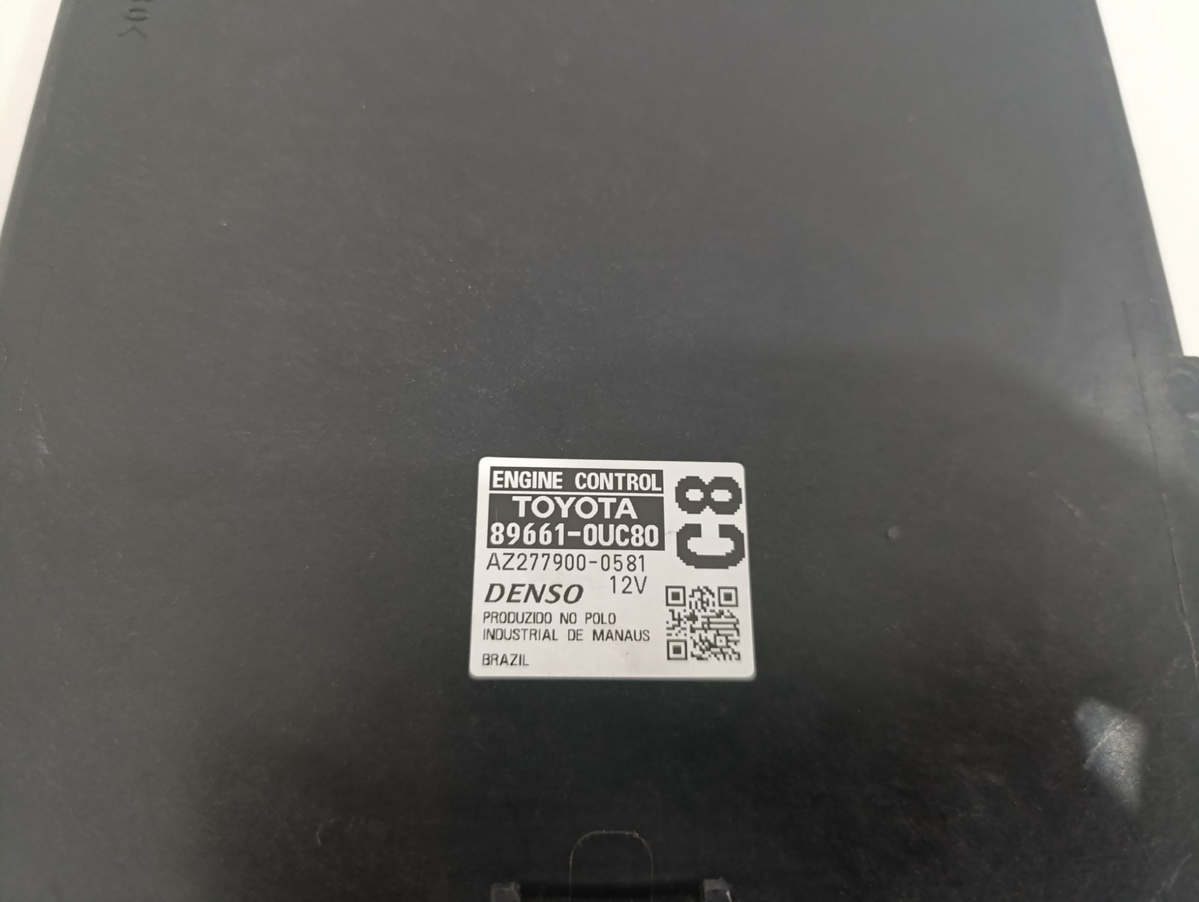 ENGINE CONTROL
TOYOTA
89661-0UC80
C8
AZ277900-0581
12V
DENSO
PRODUZIDO NO POLO
INDUSTRIAL DE MANAUS
BRAZIL